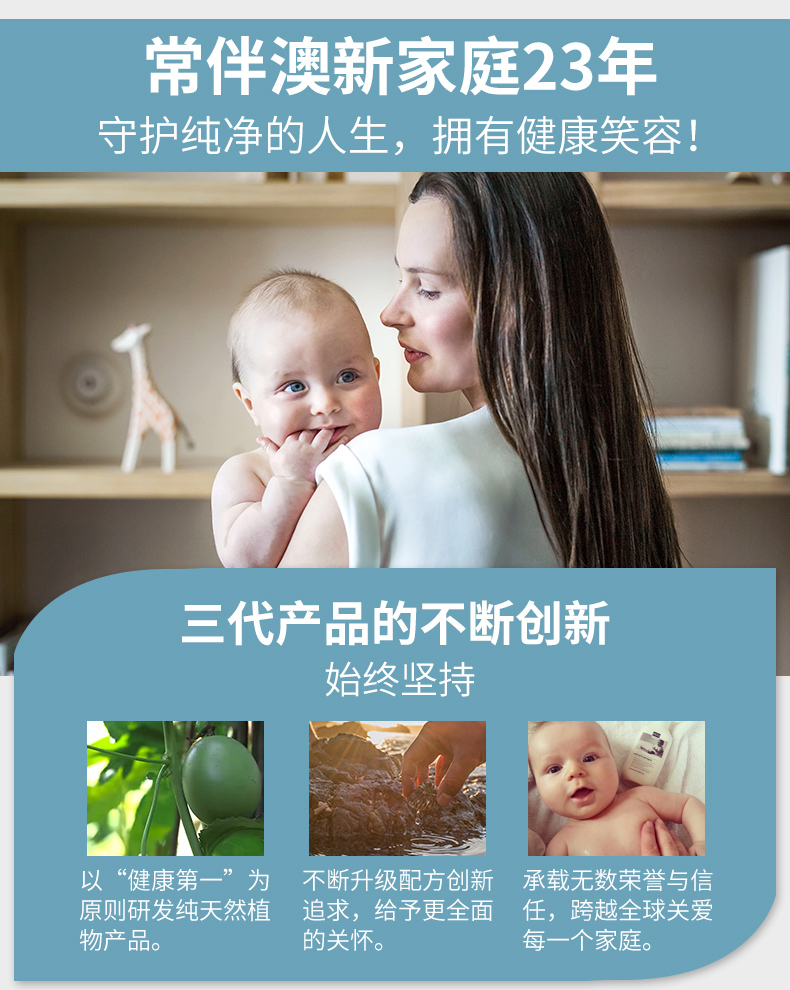 常伴澳新家庭23年
守护纯净的人生，拥有健康笑容！
三代产品的不断创新
始终坚持
以“健康第一”为
原则研发纯天然植
物产品。
不断升级配方创新
追求，给予更全面
的关怀。
承载无数荣誉与信
任，跨越全球关爱
每一个家庭。